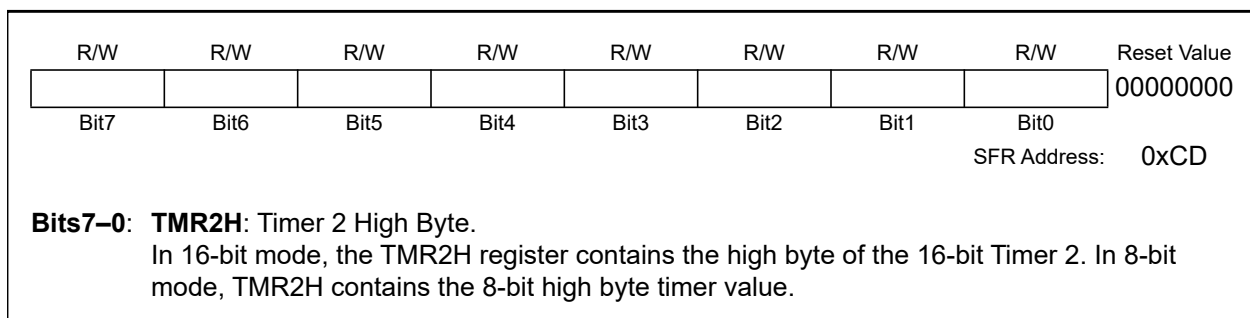 R/W R/W R/W R/W R/W R/W R/W R/W Reset Value
00000000
Bit7 Bit6 Bit5 Bit4 Bit3 Bit2 Bit1 Bit0
SFR Address: 0xCD
Bits7–0: TMR2H: Timer 2 High Byte.
In 16-bit mode, the TMR2H register contains the high byte of the 16-bit Timer 2. In 8-bit
mode, TMR2H contains the 8-bit high byte timer value.